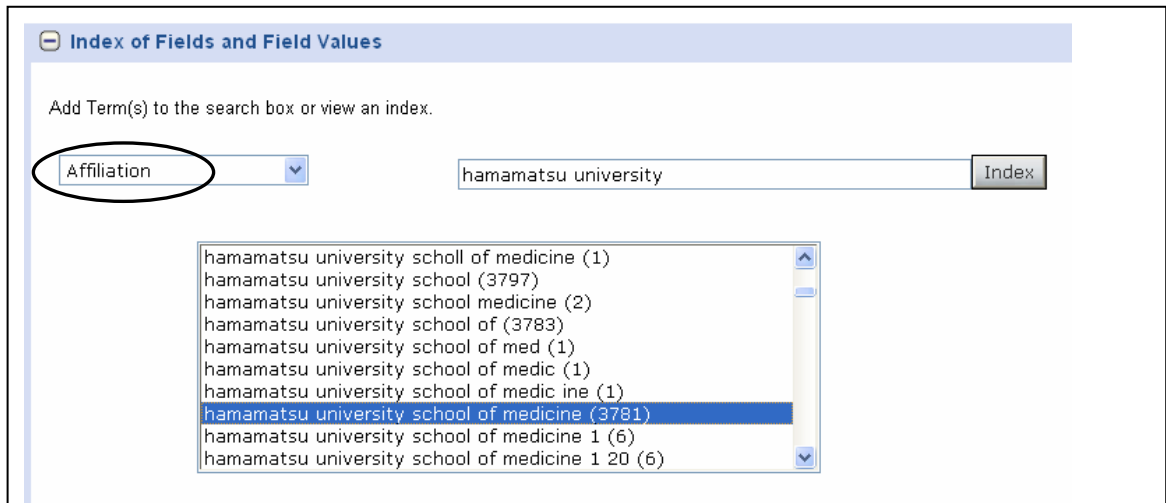 Index of Fields and Field Values
Add Term(s) to the search box or view an index.
Affiliation
hamamatsu university
Index
hamamatsu university scholl of medicine (1)
hamamatsu university school (3797)
hamamatsu university school medicine (2)
hamamatsu university school of (3783)
hamamatsu university school of med (1)
hamamatsu university school of medic (1)
hamamatsu university school of medic ine (1)
hamamatsu university school of medicine (3781)
hamamatsu university school of medicine 1 (6)
hamamatsu university school of medicine 1 20 (6)